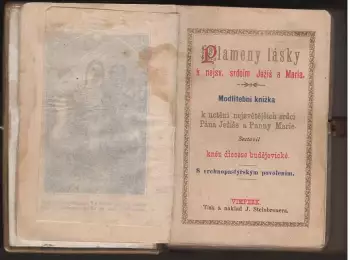 Plameny lásky
k nejsv. srdcím Ježíš a Maria.
Modlitební knížka
k uctění nejsvětějších srdcí
Pána Ježíše a Panny Marie.
Sestavil
kněz diecése budějovické.
S vrchnopastýrským povolením.
VIMPERK
Tisk a náklad J. Steinbrenera.